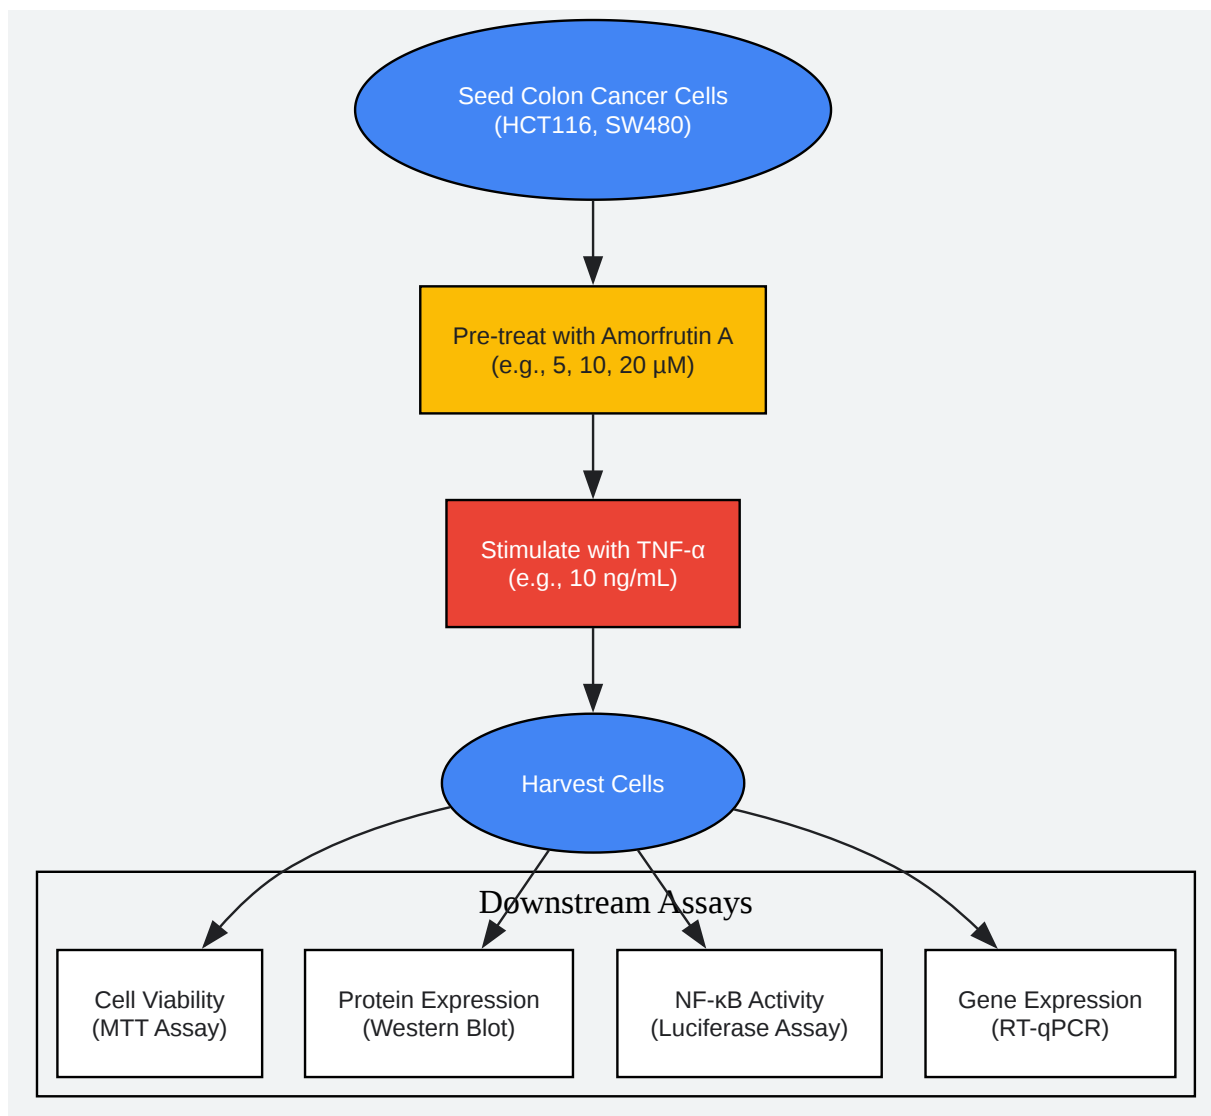 Seed Colon Cancer Cells
(HCT116, SW480)
Pre-treat with Amorfrutin A
(e.g., 5, 10, 20 µM)
Stimulate with TNF-α
(e.g., 10 ng/mL)
Harvest Cells
Downstream Assays
Cell Viability
(MTT Assay)
Protein Expression
(Western Blot)
NF-κB Activity
(Luciferase Assay)
Gene Expression
(RT-qPCR)